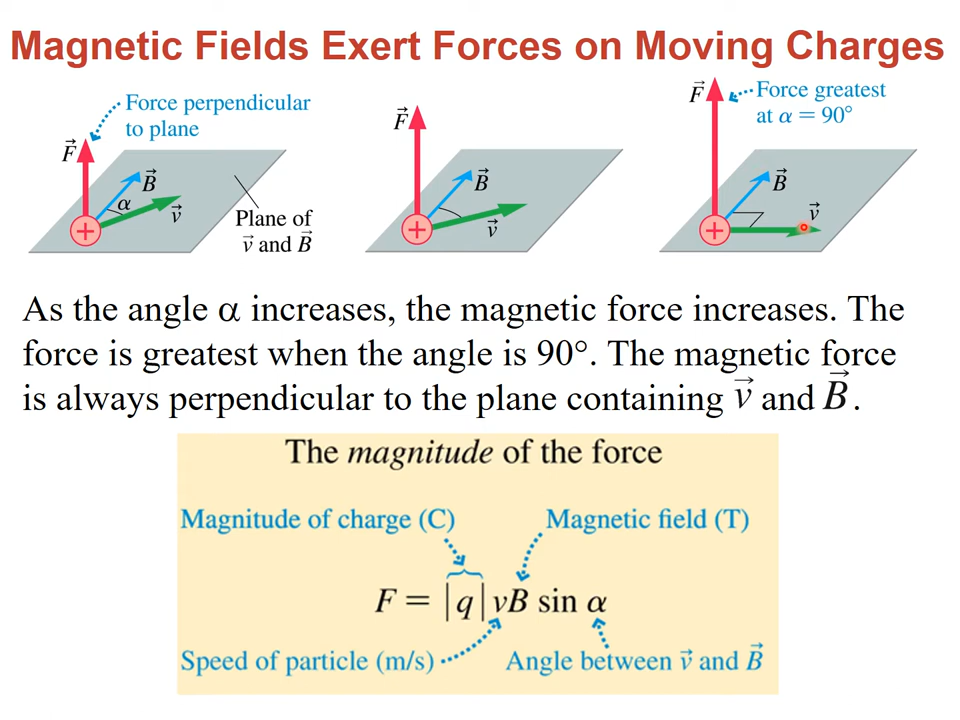 Magnetic Fields Exert Forces on Moving Charges
Force perpendicular
to plane
F⃗
B⃗
α
v⃗
+
Plane of
v⃗ and B⃗
F⃗
B⃗
v⃗
+
F⃗
Force greatest
at α = 90°
B⃗
v⃗
+
As the angle α increases, the magnetic force increases. The
force is greatest when the angle is 90°. The magnetic force
is always perpendicular to the plane containing v⃗ and B⃗.
The magnitude of the force
Magnitude of charge (C)
Magnetic field (T)
F = |q| vB sin α
Speed of particle (m/s)
Angle between v⃗ and B⃗